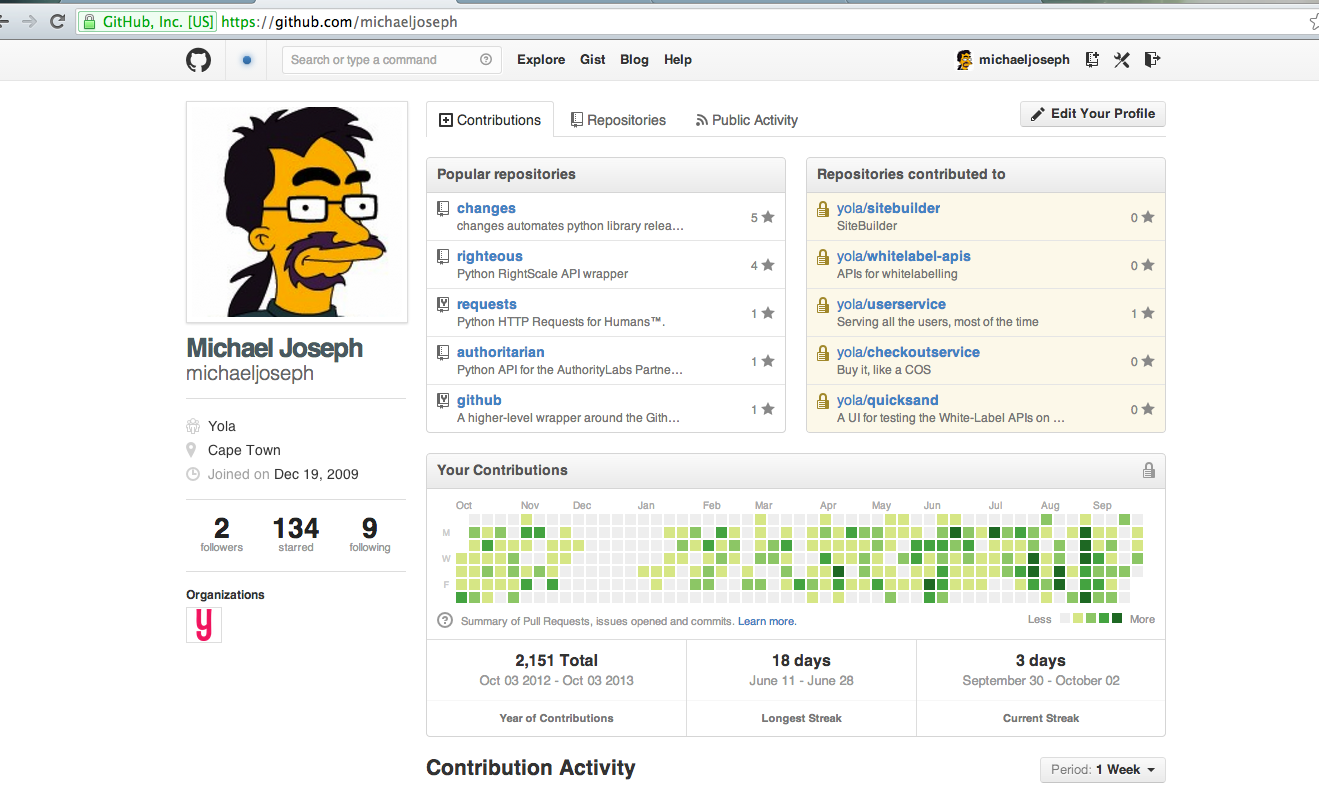 GitHub, Inc. [US] https://github.com/michaeljoseph
Search or type a command
Explore Gist Blog Help
michaeljoseph
Contributions Repositories Public Activity
Edit Your Profile
Michael Joseph
michaeljoseph
Yola
Cape Town
Joined on Dec 19, 2009
2 134 9
followers starred following
Organizations
y
Popular repositories
changes
changes automates python library relea…
5
righteous
Python RightScale API wrapper
4
requests
Python HTTP Requests for Humans™.
1
authoritarian
Python API for the AuthorityLabs Partne…
1
github
A higher-level wrapper around the Gith…
1
Repositories contributed to
yola/sitebuilder
SiteBuilder
0
yola/whitelabel-apis
APIs for whitelabelling
0
yola/userservice
Serving all the users, most of the time
1
yola/checkoutservice
Buy it, like a COS
0
yola/quicksand
A UI for testing the White-Label APIs on …
0
Your Contributions
Oct Nov Dec Jan Feb Mar Apr May Jun Jul Aug Sep
M
W
F
? Summary of Pull Requests, issues opened and commits. Learn more.
Less More
2,151 Total
Oct 03 2012 - Oct 03 2013
Year of Contributions
18 days
June 11 - June 28
Longest Streak
3 days
September 30 - October 02
Current Streak
Contribution Activity
Period: 1 Week